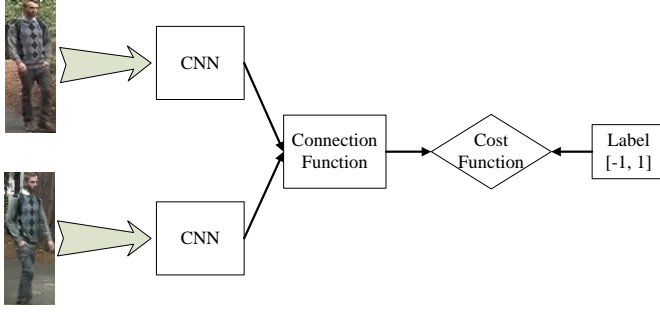 CNN
Connection
Function
Cost
Function
Label
[-1, 1]
CNN